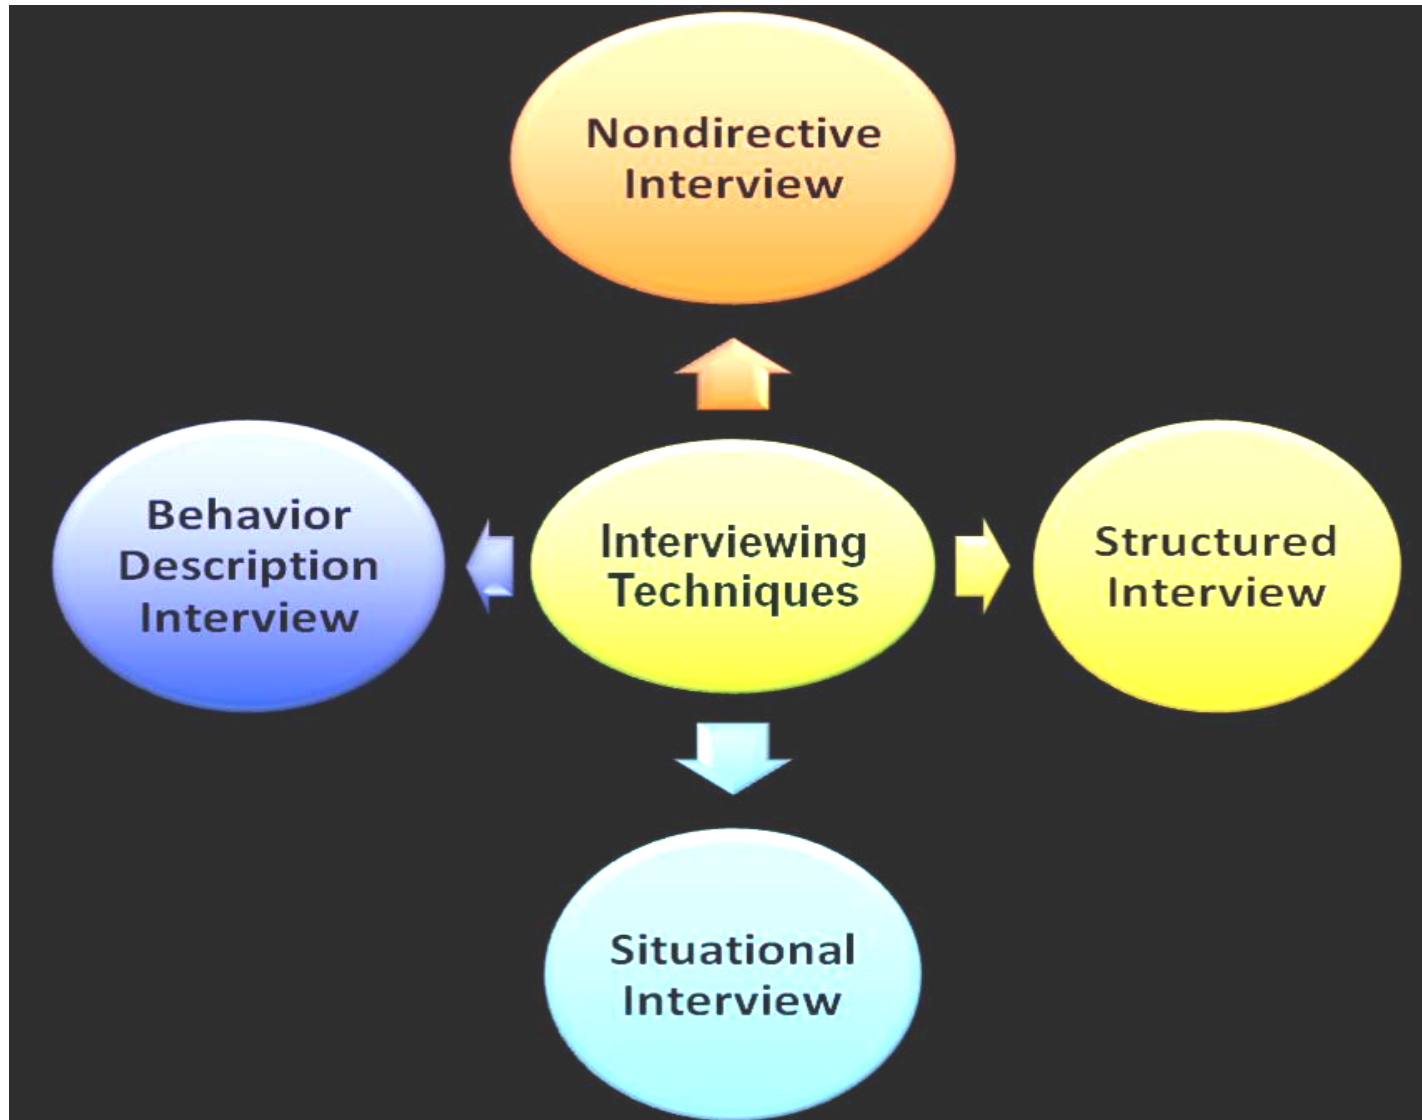 Nondirective
Interview
Behavior
Description
Interview
Interviewing
Techniques
Structured
Interview
Situational
Interview